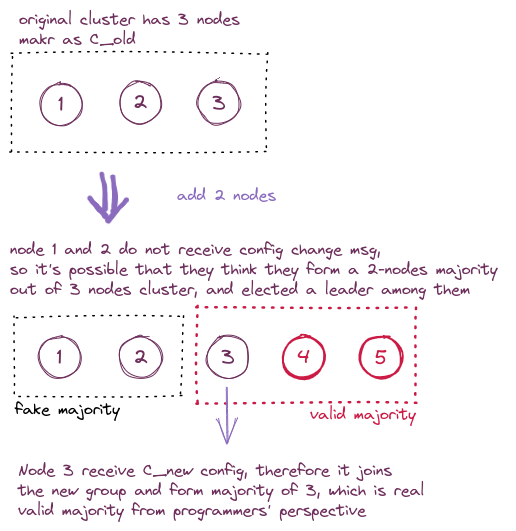 original cluster has 3 nodes
makr as C_old
1 2 3
add 2 nodes
node 1 and 2 do not receive config change msg,
so it's possible that they think they form a 2-nodes majority
out of 3 nodes cluster, and elected a leader among them
1 2 3 4 5
fake majority
valid majority
Node 3 receive C_new config, therefore it joins
the new group and form majority of 3, which is real
valid majority from programmers' perspective